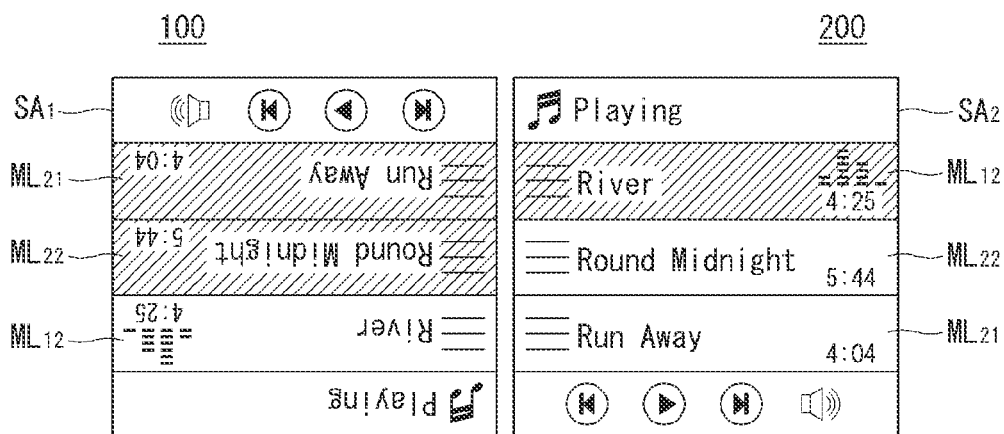 100
200
SA1
ML21
ML22
ML12
4:04
Run Away
5:44
Round Midnight
4:25
River
Playing
Playing
River
4:25
Round Midnight
5:44
Run Away
4:04
SA2
ML12
ML22
ML21